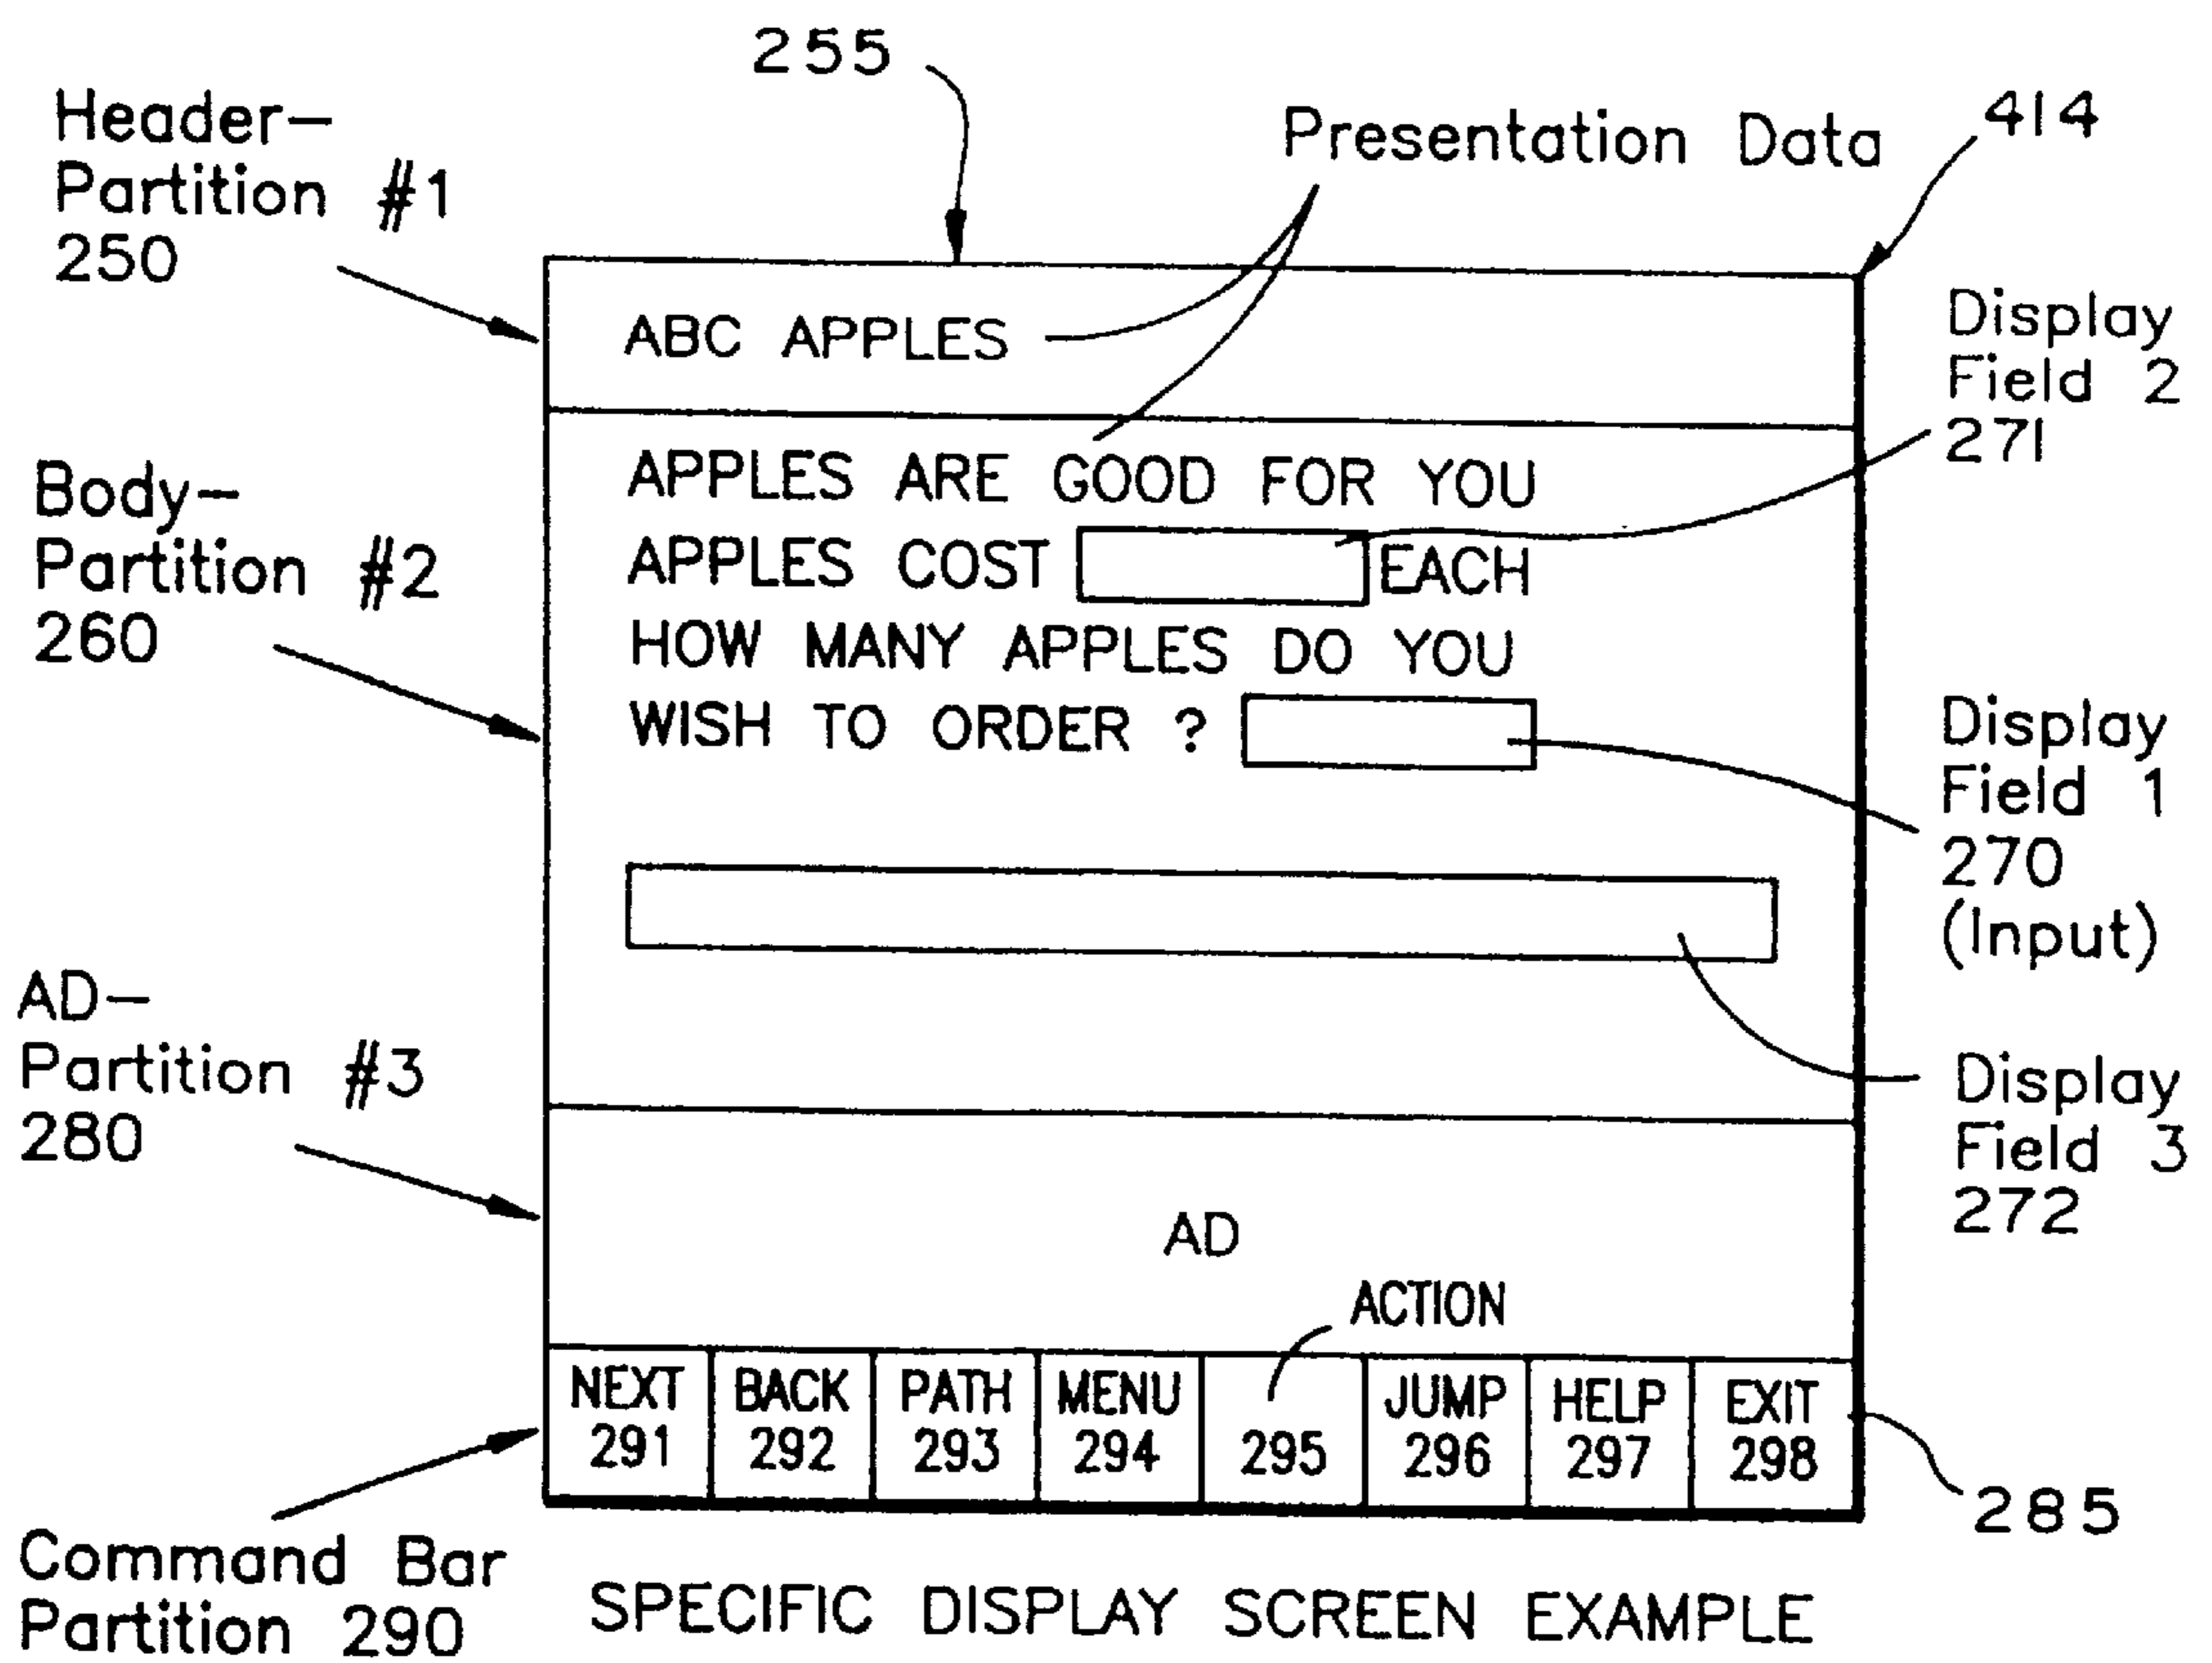 255
Header–
Partition #1
250
Presentation Data
414
ABC APPLES
Display
Field 2
271
Body–
Partition #2
260
APPLES ARE GOOD FOR YOU
APPLES COST EACH
HOW MANY APPLES DO YOU
WISH TO ORDER ?
Display
Field 1
270
(Input)
AD–
Partition #3
280
Display
Field 3
272
AD
ACTION
NEXT BACK PATH MENU JUMP HELP EXIT
291 292 293 294 295 296 297 298
285
Command Bar
Partition 290
SPECIFIC DISPLAY SCREEN EXAMPLE